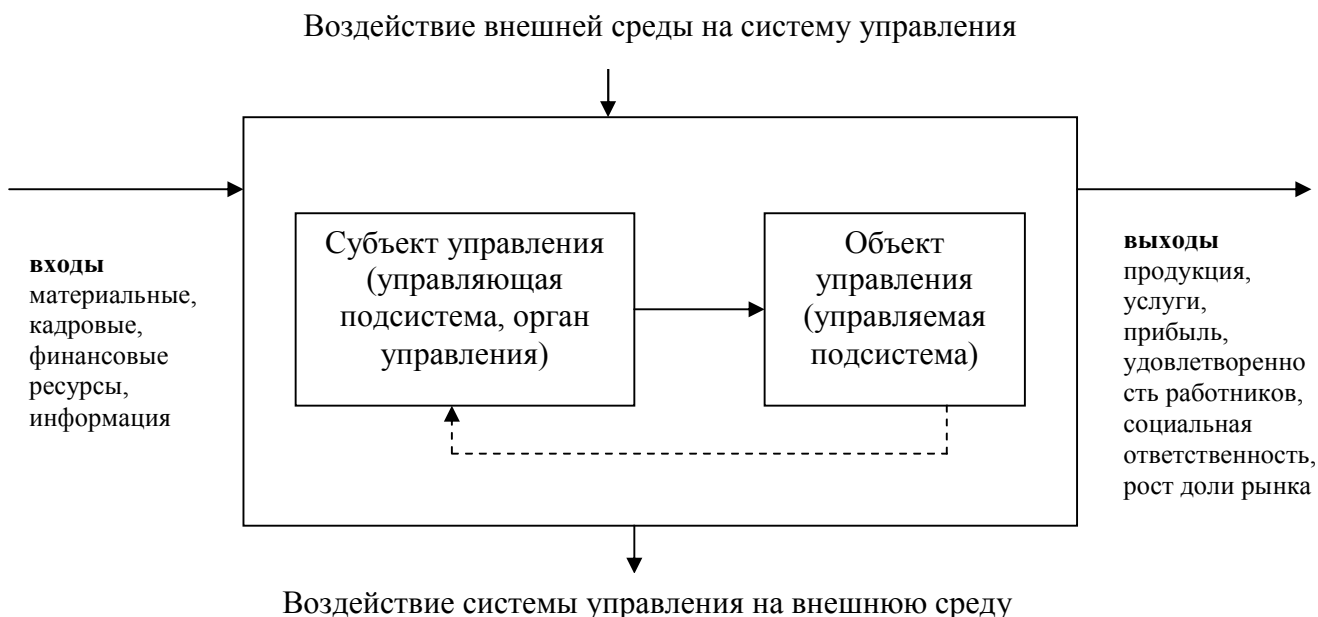 Воздействие внешней среды на систему управления
входы
материальные,
кадровые,
финансовые
ресурсы,
информация
Субъект управления
(управляющая
подсистема, орган
управления)
Объект
управления
(управляемая
подсистема)
выходы
продукция,
услуги,
прибыль,
удовлетворенно
сть работников,
социальная
ответственность,
рост доли рынка
Воздействие системы управления на внешнюю среду